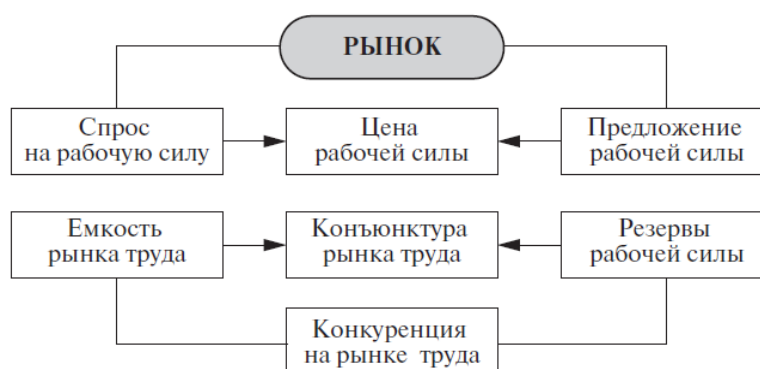 РЫНОК
Спрос
на рабочую силу
Цена
рабочей силы
Предложение
рабочей силы
Емкость
рынка труда
Конъюнктура
рынка труда
Резервы
рабочей силы
Конкуренция
на рынке труда